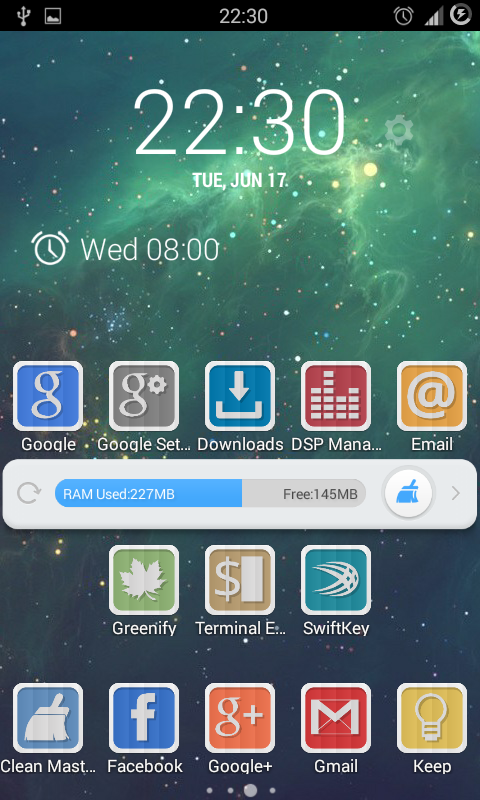 22:30
22:30
TUE, JUN 17
Wed 08:00
Google Google Set... Downloads DSP Mana... Email
RAM Used:227MB Free:145MB
Greenify Terminal E... SwiftKey
Clean Mast... Facebook Google+ Gmail Keep